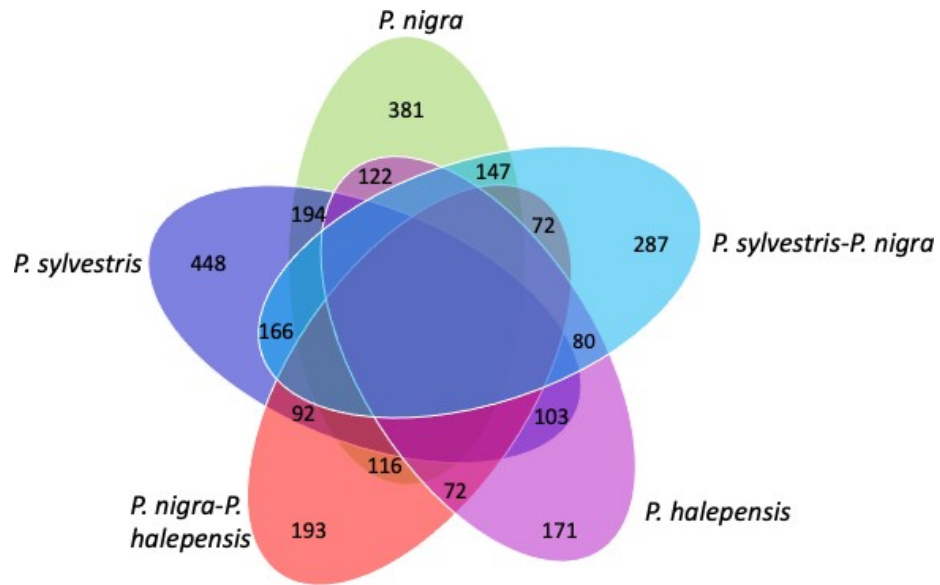 P. nigra
381
122
147
194
72
P. sylvestris
448
287
P. sylvestris-P. nigra
166
80
92
103
116
72
P. nigra-P.
halepensis
193
171
P. halepensis